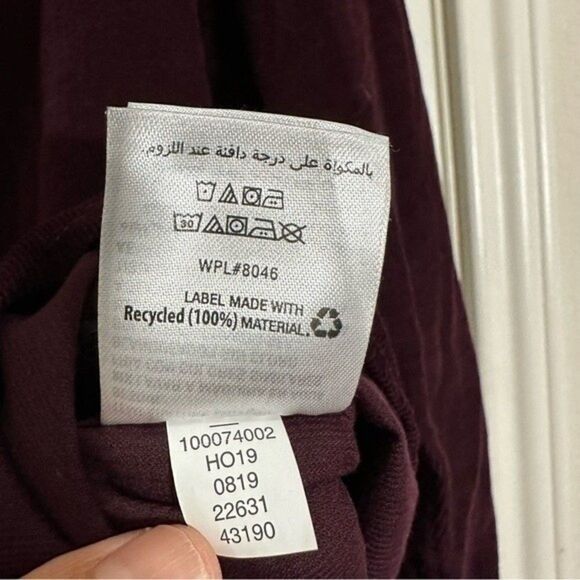 بالمكواة على درجة دافئة عند اللزوم.
30
WPL#8046
LABEL MADE WITH
Recycled (100%) MATERIAL.
100074002
HO19
0819
22631
43190